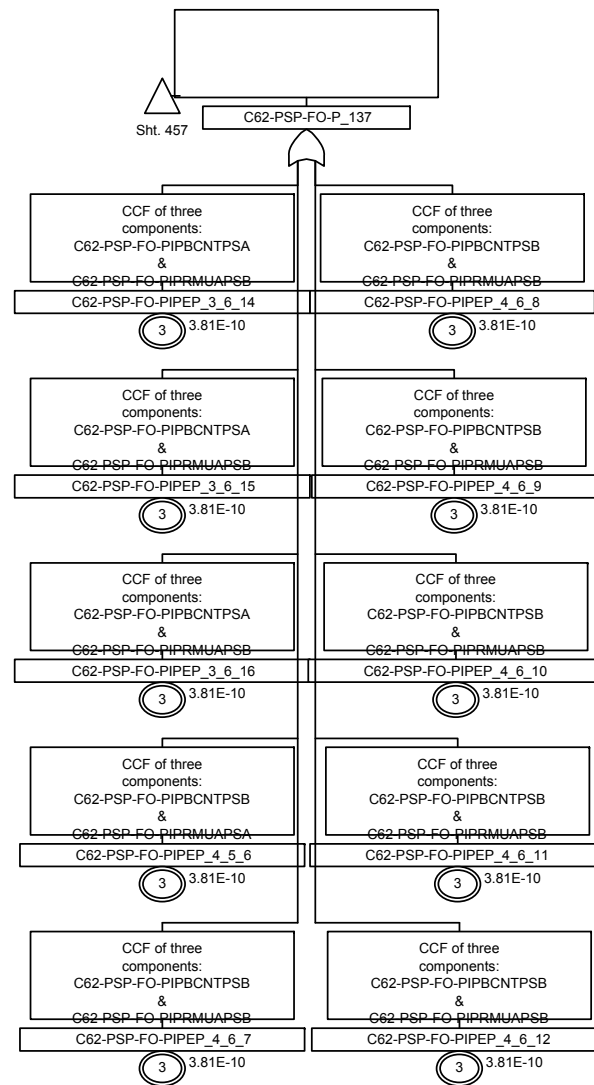 Sht. 457
C62-PSP-FO-P_137
CCF of three
components:
C62-PSP-FO-PIPBCNTPSA
&
C62-PSP-FO-PIPRMUAPSB
C62-PSP-FO-PIPEP_3_6_14
3
3.81E-10
CCF of three
components:
C62-PSP-FO-PIPBCNTPSB
&
C62-PSP-FO-PIPRMUAPSB
C62-PSP-FO-PIPEP_4_6_8
3
3.81E-10
CCF of three
components:
C62-PSP-FO-PIPBCNTPSA
&
C62-PSP-FO-PIPRMUAPSB
C62-PSP-FO-PIPEP_3_6_15
3
3.81E-10
CCF of three
components:
C62-PSP-FO-PIPBCNTPSB
&
C62-PSP-FO-PIPRMUAPSB
C62-PSP-FO-PIPEP_4_6_9
3
3.81E-10
CCF of three
components:
C62-PSP-FO-PIPBCNTPSA
&
C62-PSP-FO-PIPRMUAPSB
C62-PSP-FO-PIPEP_3_6_16
3
3.81E-10
CCF of three
components:
C62-PSP-FO-PIPBCNTPSB
&
C62-PSP-FO-PIPRMUAPSB
C62-PSP-FO-PIPEP_4_6_10
3
3.81E-10
CCF of three
components:
C62-PSP-FO-PIPBCNTPSB
&
C62-PSP-FO-PIPRMUAPSA
C62-PSP-FO-PIPEP_4_5_6
3
3.81E-10
CCF of three
components:
C62-PSP-FO-PIPBCNTPSB
&
C62-PSP-FO-PIPRMUAPSB
C62-PSP-FO-PIPEP_4_6_11
3
3.81E-10
CCF of three
components:
C62-PSP-FO-PIPBCNTPSB
&
C62-PSP-FO-PIPRMUAPSB
C62-PSP-FO-PIPEP_4_6_7
3
3.81E-10
CCF of three
components:
C62-PSP-FO-PIPBCNTPSB
&
C62-PSP-FO-PIPRMUAPSB
C62-PSP-FO-PIPEP_4_6_12
3
3.81E-10